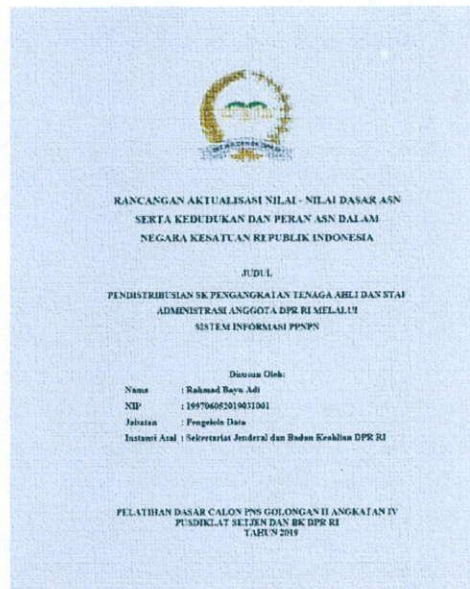 RANCANGAN AKTUALISASI NILAI - NILAI DASAR ASN
SERTA KEDUDUKAN DAN PERAN ASN DALAM
NEGARA KESATUAN REPUBLIK INDONESIA
JUDUL
PENDISTRIBUSIAN SK PENGANGKATAN TENAGA AHLI DAN STAF
ADMINISTRASI ANGGOTA DPR RI MELALUI
SISTEM INFORMASI PPNPN
Disusun Oleh:
Nama : Rahmad Bayu Adi
NIP : 199706052019031001
Jabatan : Pengelola Data
Instansi Asal : Sekretariat Jenderal dan Badan Keahlian DPR RI
PELATIHAN DASAR CALON PNS GOLONGAN II ANGKATAN IV
PUSDIKLAT SETJEN DAN BK DPR RI
TAHUN 2019